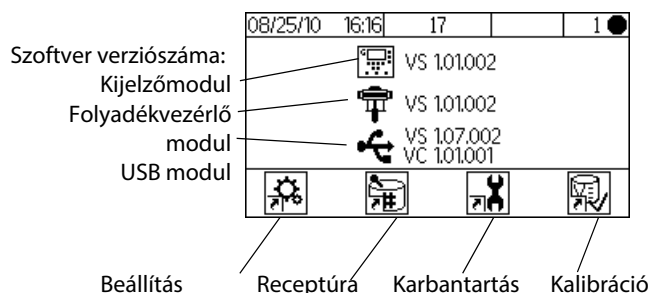 08/25/10 16:16 17 1
Szoftver verziószáma:
Kijelzőmodul
VS 1.01.002
Folyadékvezérlő
modul
VS 1.01.002
USB modul
VS 1.07.002
VC 1.01.001
Beállítás Receptúra Karbantartás Kalibráció